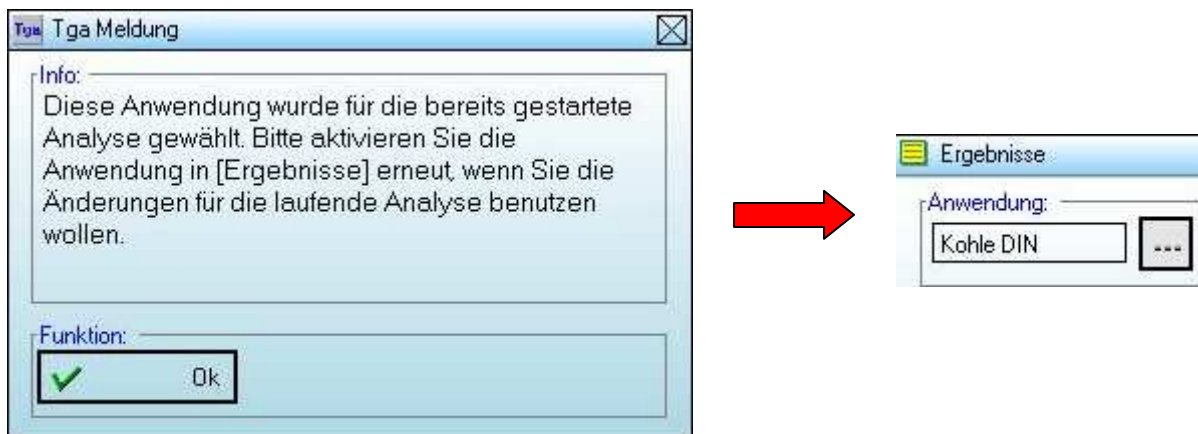 Tga Tga Meldung
Info:
Diese Anwendung wurde für die bereits gestartete
Analyse gewählt. Bitte aktivieren Sie die
Anwendung in [Ergebnisse] erneut, wenn Sie die
Änderungen für die laufende Analyse benutzen
wollen.
Funktion:
Ok
Ergebnisse
Anwendung:
Kohle DIN ...